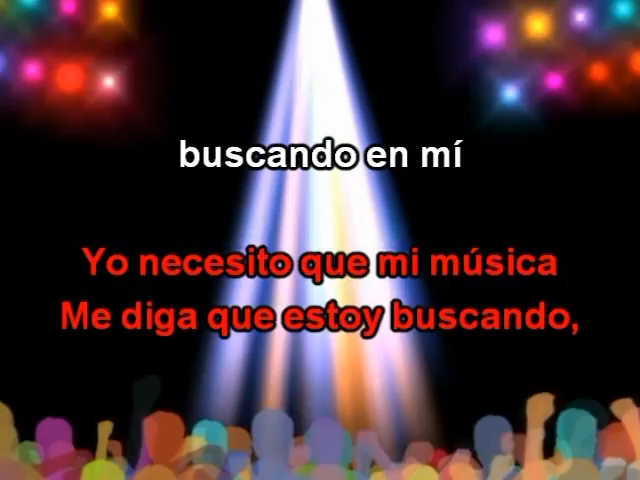 buscando en mí
Yo necesito que mi música
Me diga que estoy buscando,